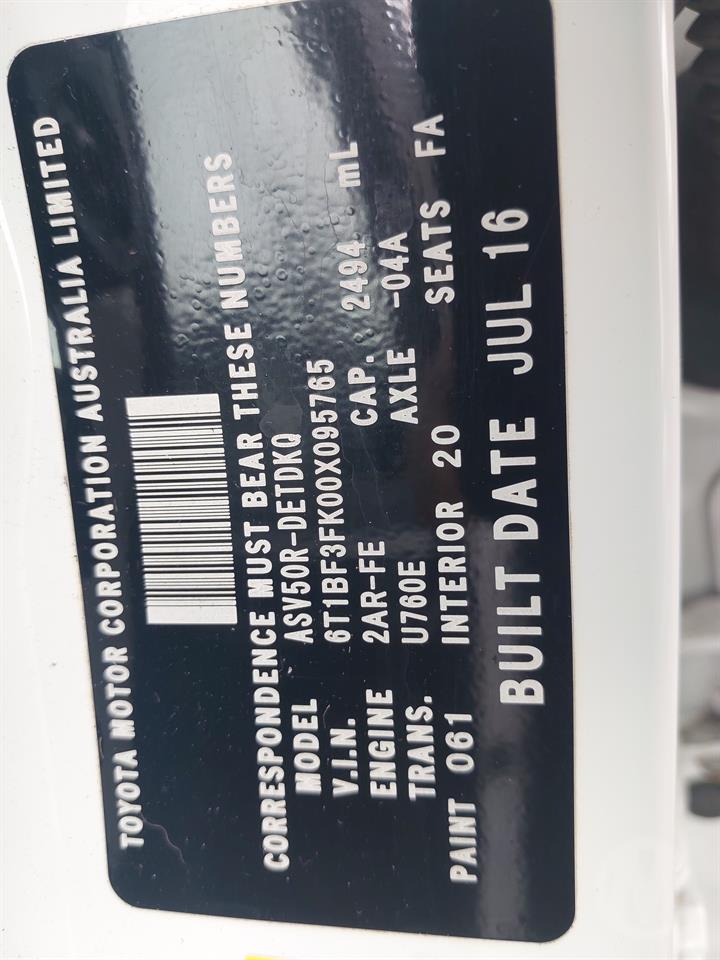 TOYOTA MOTOR CORPORATION AUSTRALIA LIMITED
CORRESPONDENCE MUST BEAR THESE NUMBERS
MODEL ASV50R-DETDKQ
V.I.N. 6T1BF3FK00X095765
ENGINE 2AR-FE CAP. 2494 mL
TRANS. U760E AXLE -04A
PAINT 061 INTERIOR 20 SEATS FA
BUILT DATE JUL 16